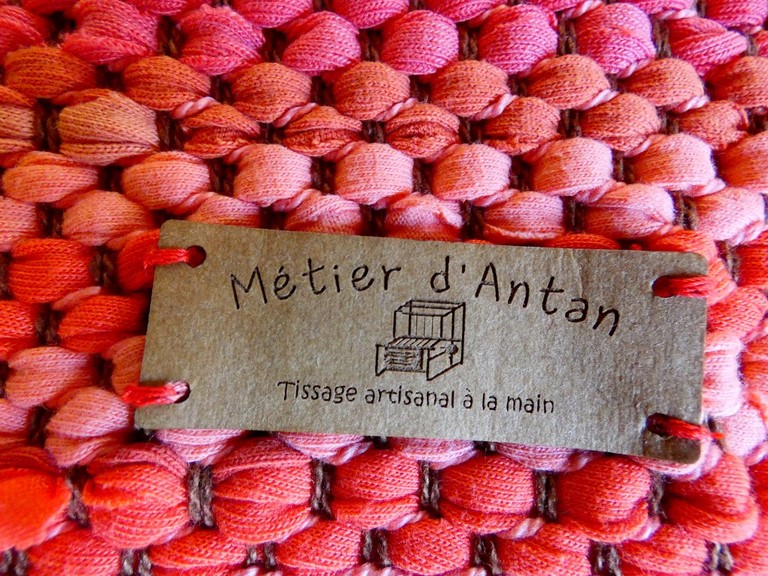 Métier d'Antan
Tissage artisanal à la main